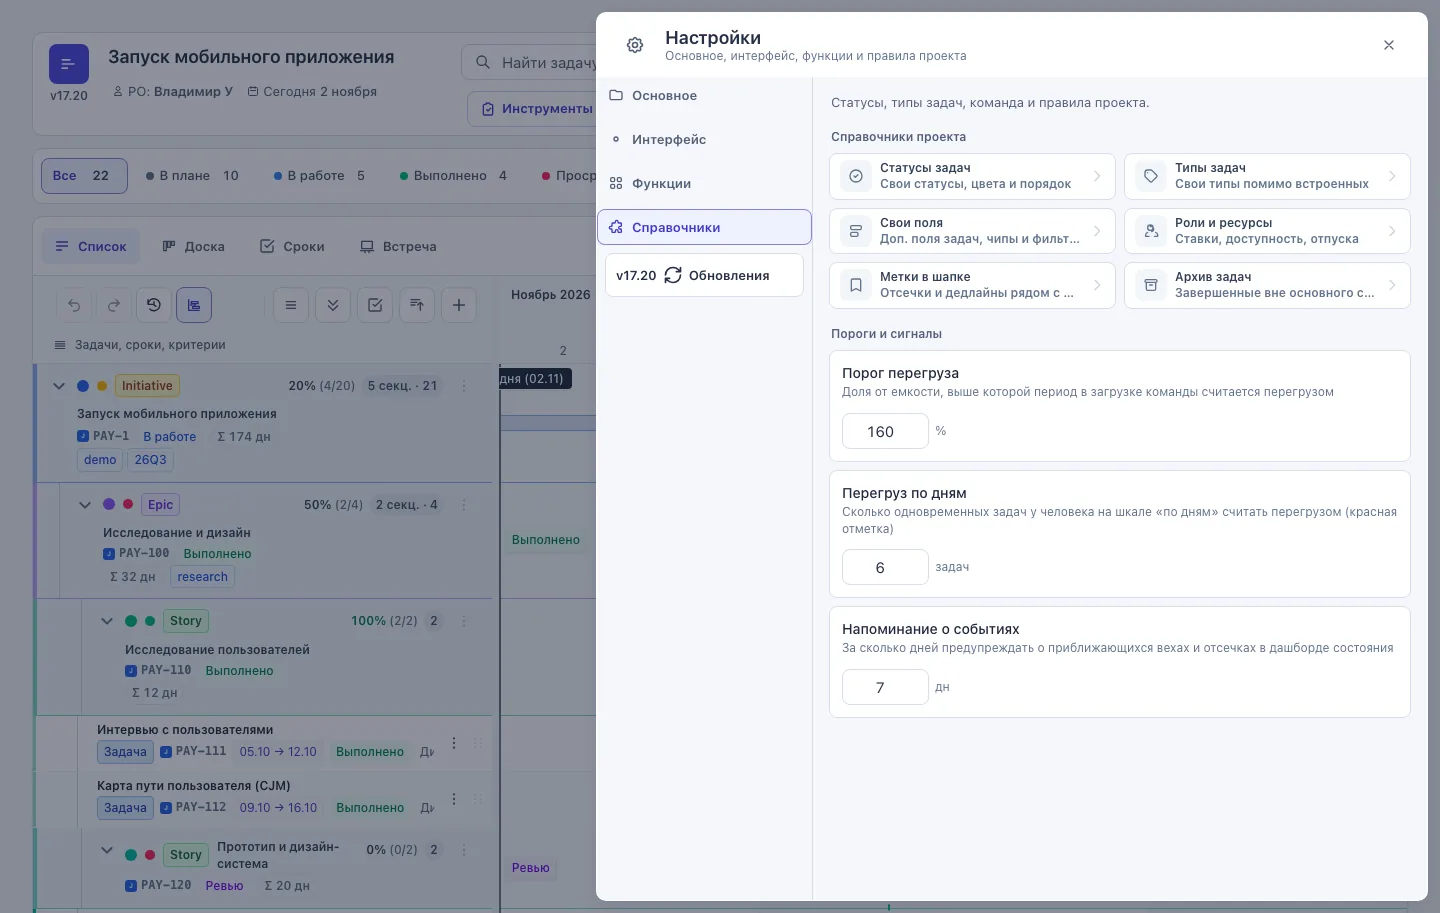 Запуск мобильного приложения
v17.20
РО: Владимир У
Сегодня 2 ноября
Найти задачу
Инструменты
Все 22
В плане 10
В работе 5
Выполнено 4
Список
Доска
Сроки
Встреча
Ноябрь 2026
2
Задачи, сроки, критерии
дня (02.11)
Initiative
20% (4/20)
5 секц. · 21
Запуск мобильного приложения
PAY-1
В работе
Σ 174 дн
demo
26Q3
Epic
50% (2/4)
2 секц. · 4
Исследование и дизайн
PAY-100
Выполнено
Σ 32 дн
research
Выполнено
Story
100% (2/2)
2
Исследование пользователей
PAY-110
Выполнено
Σ 12 дн
Интервью с пользователями
Задача
PAY-111
05.10 → 12.10
Выполнено
Карта пути пользователя (CJM)
Задача
PAY-112
09.10 → 16.10
Выполнено
Story
Прототип и дизайн-
система
0% (0/2)
2
PAY-120
Ревью
Σ 20 дн
Ревью
Настройки
Основное, интерфейс, функции и правила проекта
Основное
Интерфейс
Функции
Справочники
v17.20
Обновления
Статусы, типы задач, команда и правила проекта.
Справочники проекта
Статусы задач
Свои статусы, цвета и порядок
Типы задач
Свои типы помимо встроенных
Свои поля
Доп. поля задач, чипы и фильт…
Роли и ресурсы
Ставки, доступность, отпуска
Метки в шапке
Отсечки и дедлайны рядом с …
Архив задач
Завершенные вне основного с…
Пороги и сигналы
Порог перегруза
Доля от емкости, выше которой период в загрузке команды считается перегрузом
160 %
Перегруз по дням
Сколько одновременных задач у человека на шкале «по дням» считать перегрузом (красная
отметка)
6 задач
Напоминание о событиях
За сколько дней предупреждать о приближающихся вехах и отсечках в дашборде состояния
7 дн